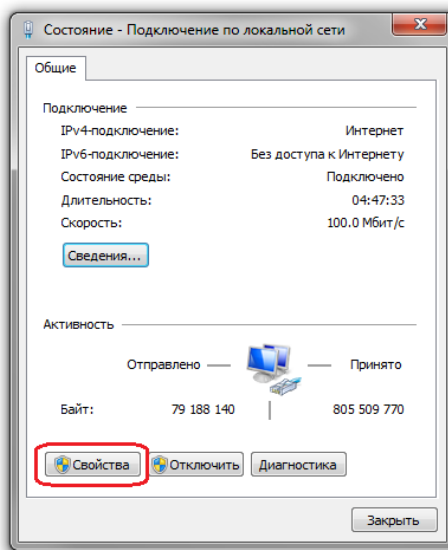 Состояние - Подключение по локальной сети
Общие
Подключение
IPv4-подключение: Интернет
IPv6-подключение: Без доступа к Интернету
Состояние среды: Подключено
Длительность: 04:47:33
Скорость: 100.0 Мбит/с
Сведения...
Активность
Отправлено — — Принято
Байт: 79 188 140 | 805 509 770
Свойства Отключить Диагностика
Закрыть